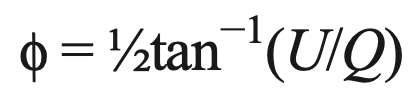 ϕ = ½tan⁻¹(U/Q)